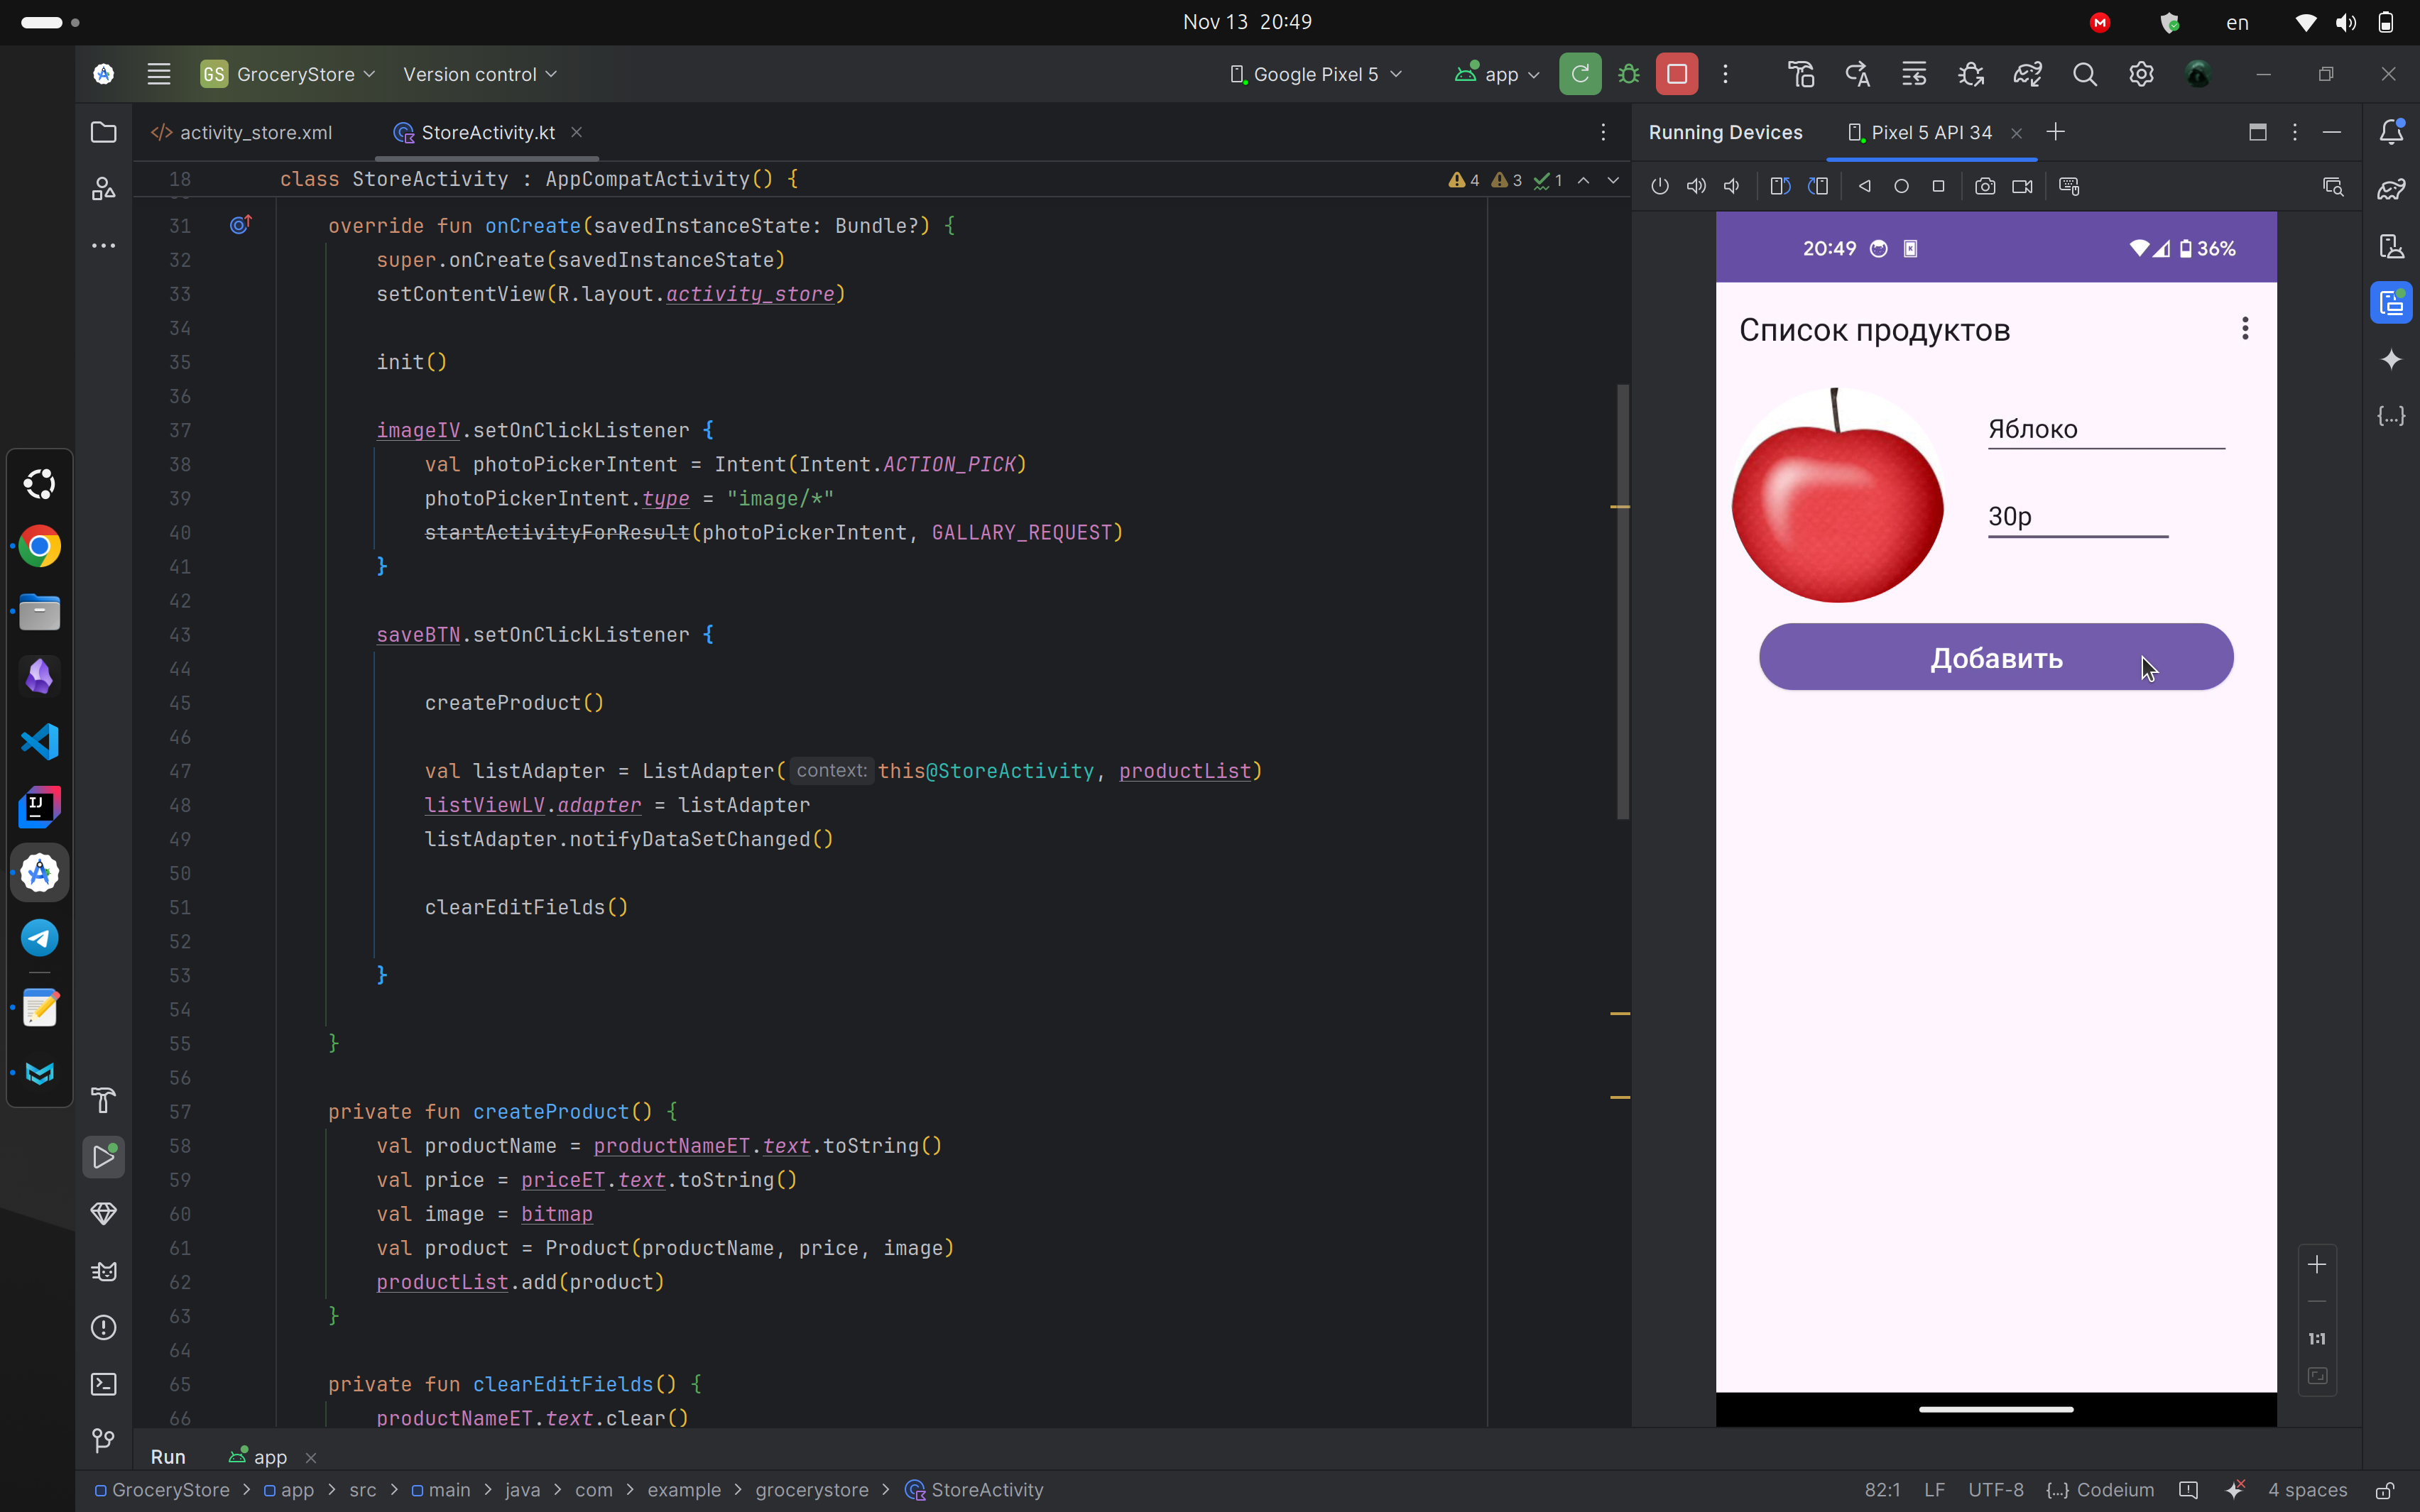 Nov 13 20:49
en
GS GroceryStore
Version control
Google Pixel 5
app
activity_store.xml
StoreActivity.kt
Running Devices
Pixel 5 API 34
18 class StoreActivity : AppCompatActivity() {
4 3 1
31 override fun onCreate(savedInstanceState: Bundle?) {
32 super.onCreate(savedInstanceState)
33 setContentView(R.layout.activity_store)
34
35 init()
36
37 imageIV.setOnClickListener {
38 val photoPickerIntent = Intent(Intent.ACTION_PICK)
39 photoPickerIntent.type = "image/*"
40 startActivityForResult(photoPickerIntent, GALLARY_REQUEST)
41 }
42
43 saveBTN.setOnClickListener {
44
45 createProduct()
46
47 val listAdapter = ListAdapter( context: this@StoreActivity, productList)
48 listViewLV.adapter = listAdapter
49 listAdapter.notifyDataSetChanged()
50
51 clearEditFields()
52
53 }
54
55 }
56
57 private fun createProduct() {
58 val productName = productNameET.text.toString()
59 val price = priceET.text.toString()
60 val image = bitmap
61 val product = Product(productName, price, image)
62 productList.add(product)
63 }
64
65 private fun clearEditFields() {
66 productNameET.text.clear()
20:49
36%
Список продуктов
Яблоко
30р
Добавить
1:1
Run
app
GroceryStore > app > src > main > java > com > example > grocerystore > StoreActivity
82:1 LF UTF-8 {...} Codeium 4 spaces